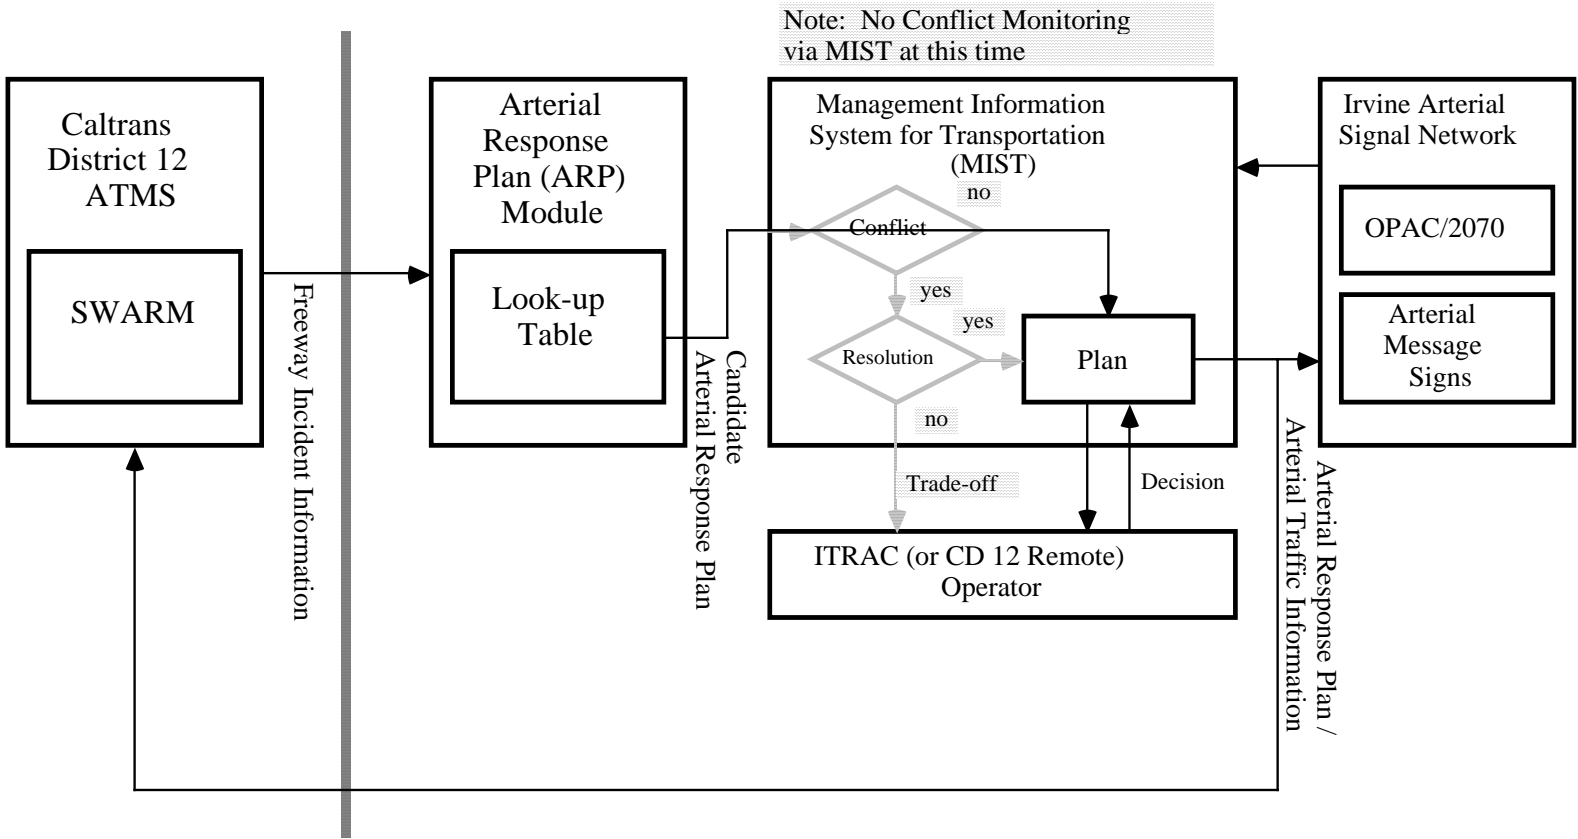 Note: No Conflict Monitoring
via MIST at this time
Caltrans
District 12
ATMS
SWARM
Freeway Incident Information
Arterial
Response
Plan (ARP)
Module
Look-up
Table
Candidate
Arterial Response Plan
Management Information
System for Transportation
(MIST)
no
Conflict
yes
yes
Resolution
Plan
no
Trade-off
Decision
ITRAC (or CD 12 Remote)
Operator
Irvine Arterial
Signal Network
OPAC/2070
Arterial
Message
Signs
Arterial Response Plan /
Arterial Traffic Information